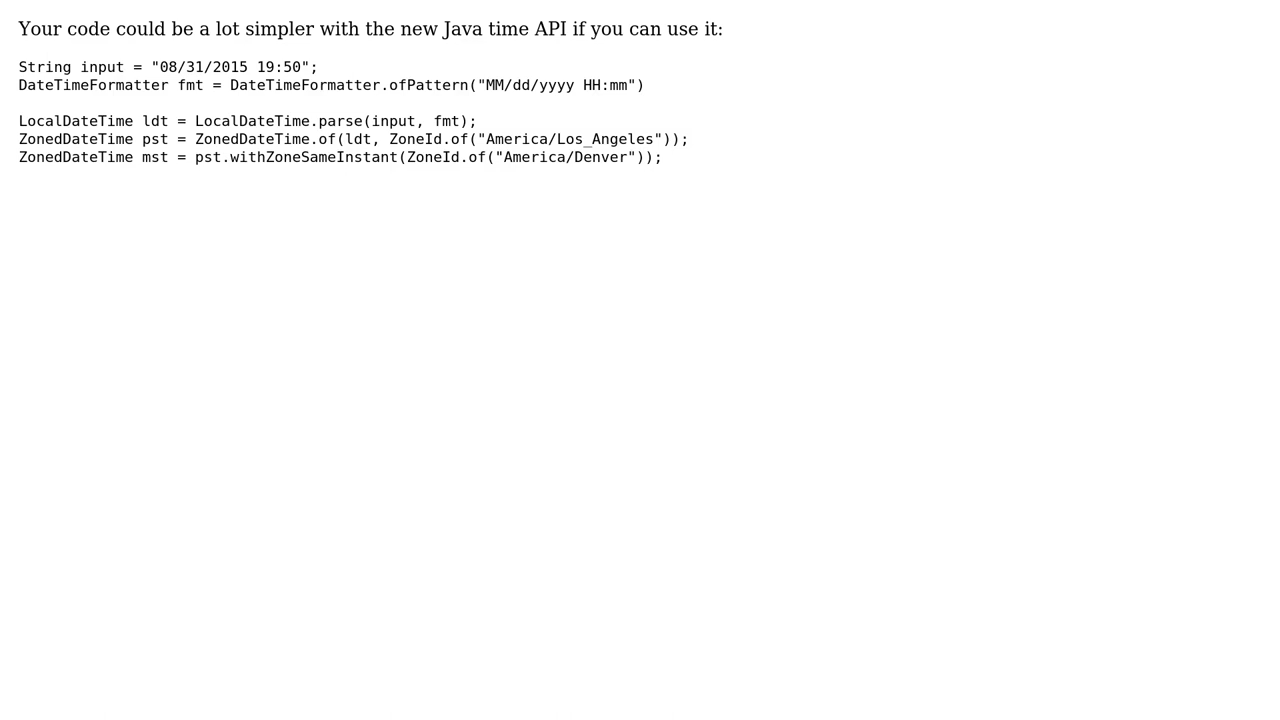 Your code could be a lot simpler with the new Java time API if you can use it:
String input = "08/31/2015 19:50";
DateTimeFormatter fmt = DateTimeFormatter.ofPattern("MM/dd/yyyy HH:mm")
LocalDateTime ldt = LocalDateTime.parse(input, fmt);
ZonedDateTime pst = ZonedDateTime.of(ldt, ZoneId.of("America/Los_Angeles"));
ZonedDateTime mst = pst.withZoneSameInstant(ZoneId.of("America/Denver"));